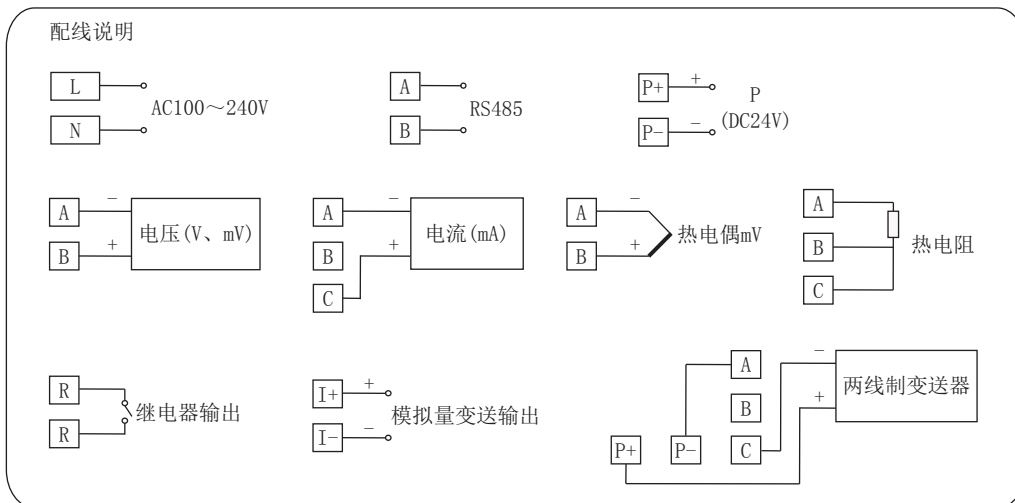 配线说明
L
AC100～240V
N
A
RS485
B
P+
+
P
(DC24V)
P-
−
A
−
电压(V、mV)
B
+
A
−
电流(mA)
B
+
C
A
−
热电偶mV
B
+
A
B
热电阻
C
R
继电器输出
R
I+
+
模拟量变送输出
I-
−
A
−
两线制变送器
B
+
P+
P-
C